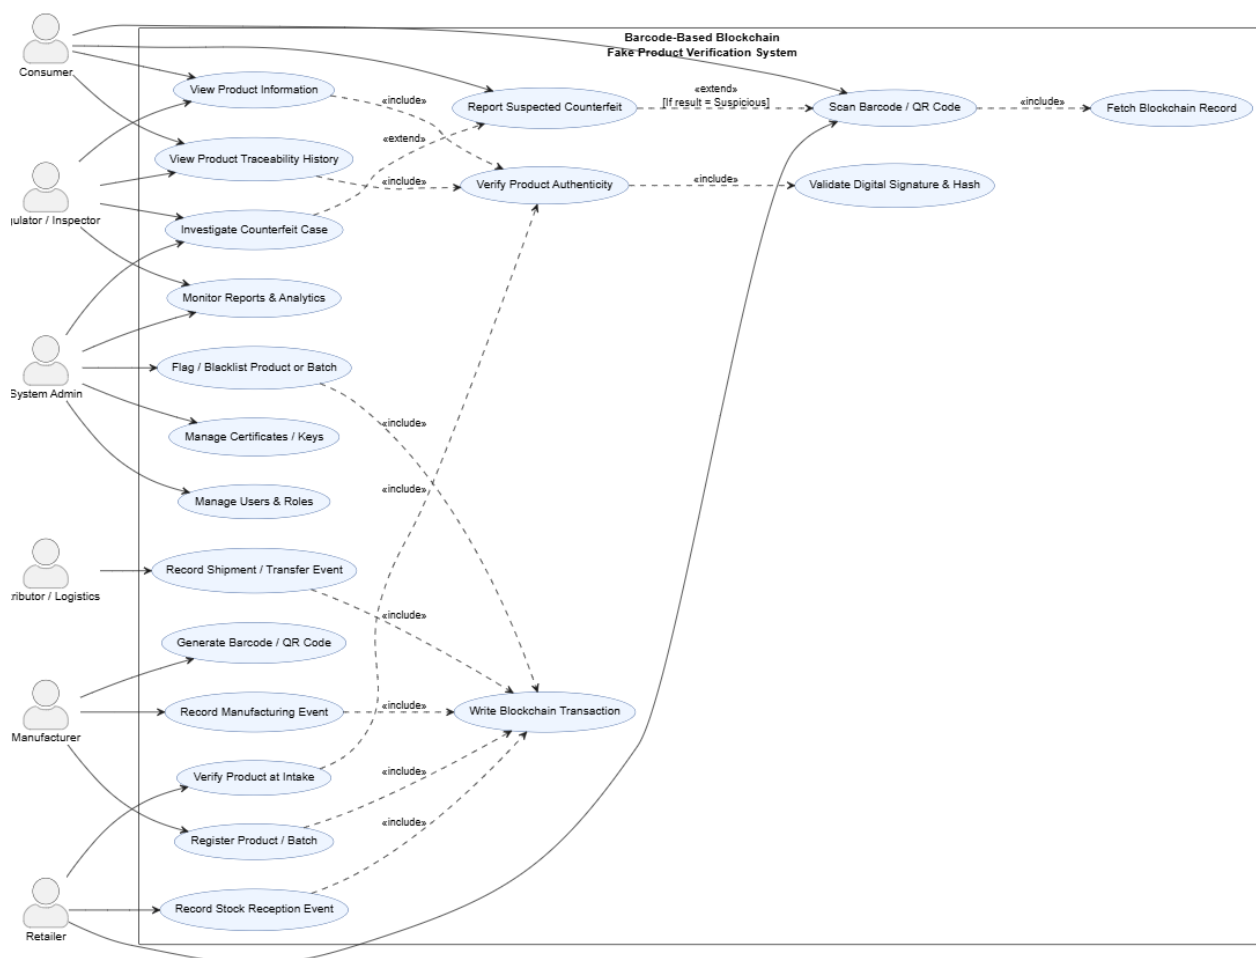 Barcode-Based Blockchain
Fake Product Verification System
Consumer
View Product Information
«include»
Report Suspected Counterfeit
«extend»
[If result = Suspicious]
Scan Barcode / QR Code
«include»
Fetch Blockchain Record
«extend»
View Product Traceability History
«include»
Verify Product Authenticity
«include»
Validate Digital Signature & Hash
gulator / Inspector
Investigate Counterfeit Case
Monitor Reports & Analytics
System Admin
Flag / Blacklist Product or Batch
«include»
Manage Certificates / Keys
«include»
Manage Users & Roles
tributor / Logistics
Record Shipment / Transfer Event
«include»
Generate Barcode / QR Code
Manufacturer
Record Manufacturing Event
«include»
Write Blockchain Transaction
Verify Product at Intake
«include»
Register Product / Batch
«include»
Retailer
Record Stock Reception Event